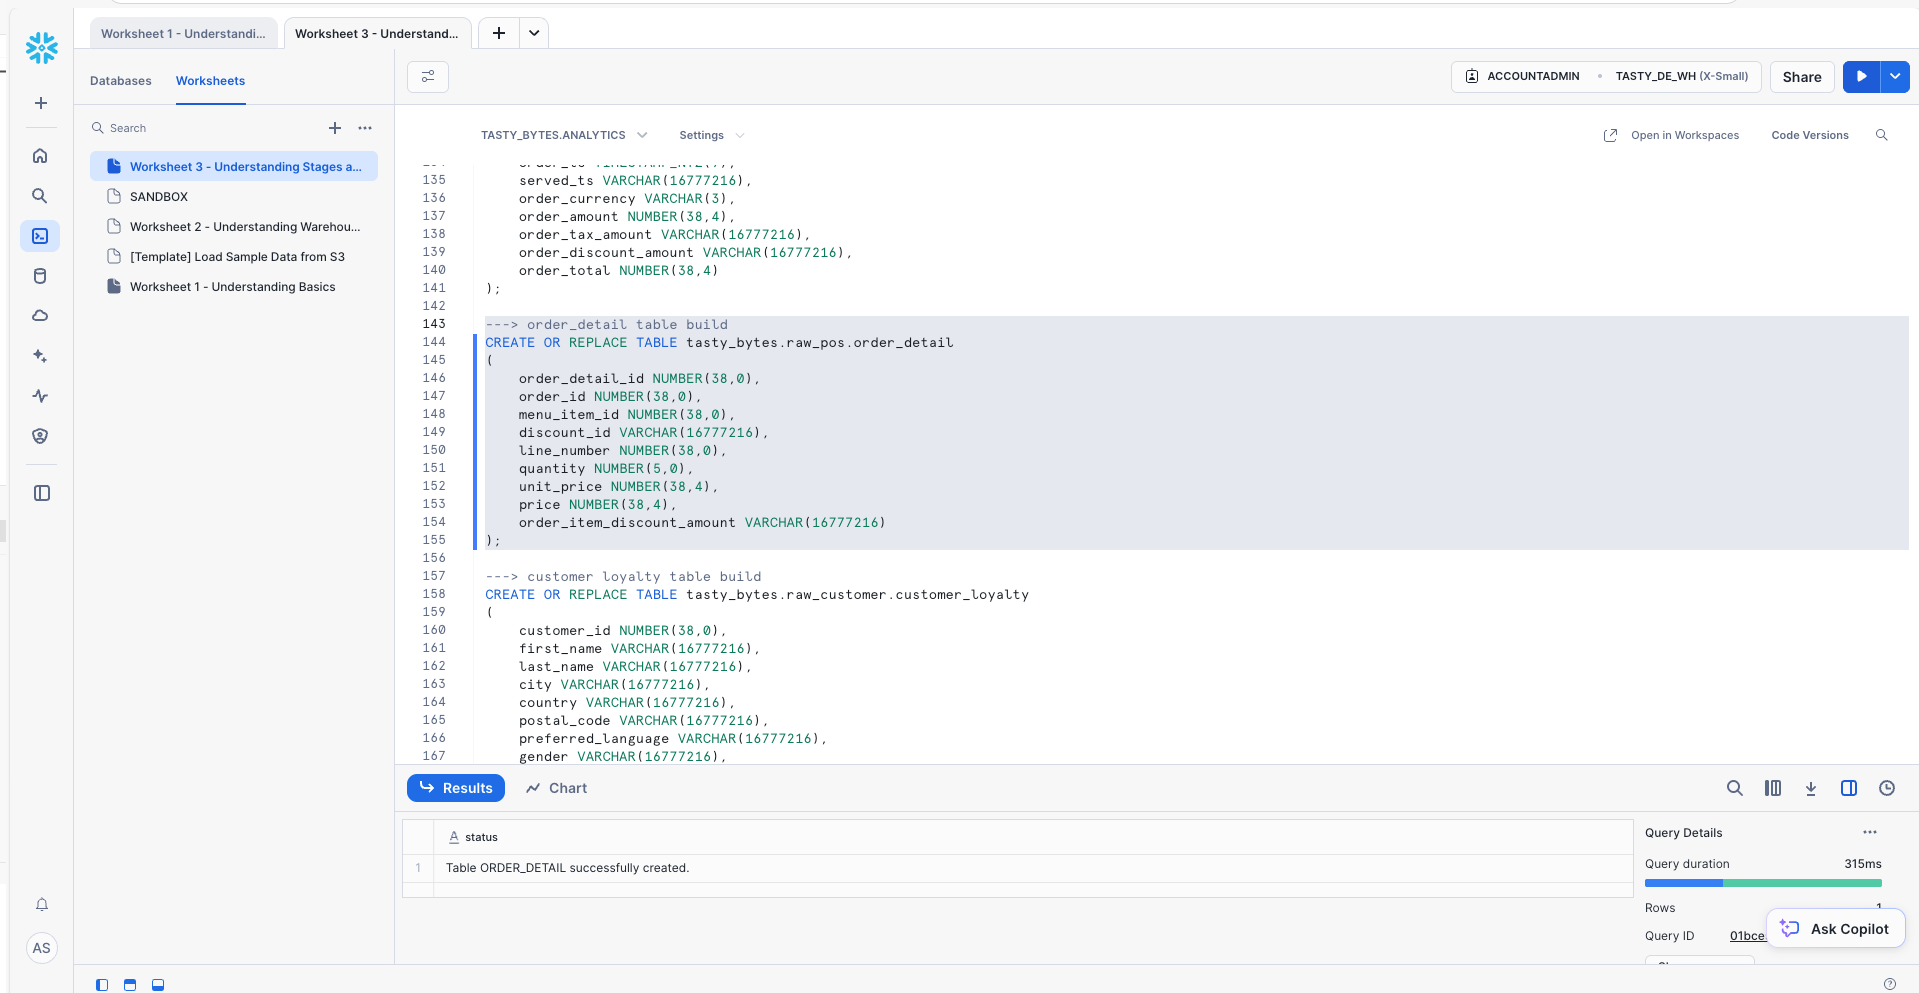 Worksheet 1 - Understandi...
Worksheet 3 - Understand...
Databases
Worksheets
ACCOUNTADMIN
TASTY_DE_WH (X-Small)
Share
Search
TASTY_BYTES.ANALYTICS
Settings
Open in Workspaces
Code Versions
Worksheet 3 - Understanding Stages a...
SANDBOX
Worksheet 2 - Understanding Warehou...
[Template] Load Sample Data from S3
Worksheet 1 - Understanding Basics
135 served_ts VARCHAR(16777216),
136 order_currency VARCHAR(3),
137 order_amount NUMBER(38,4),
138 order_tax_amount VARCHAR(16777216),
139 order_discount_amount VARCHAR(16777216),
140 order_total NUMBER(38,4)
141 );
142
143 ---> order_detail table build
144 CREATE OR REPLACE TABLE tasty_bytes.raw_pos.order_detail
145 (
146 order_detail_id NUMBER(38,0),
147 order_id NUMBER(38,0),
148 menu_item_id NUMBER(38,0),
149 discount_id VARCHAR(16777216),
150 line_number NUMBER(38,0),
151 quantity NUMBER(5,0),
152 unit_price NUMBER(38,4),
153 price NUMBER(38,4),
154 order_item_discount_amount VARCHAR(16777216)
155 );
156
157 ---> customer loyalty table build
158 CREATE OR REPLACE TABLE tasty_bytes.raw_customer.customer_loyalty
159 (
160 customer_id NUMBER(38,0),
161 first_name VARCHAR(16777216),
162 last_name VARCHAR(16777216),
163 city VARCHAR(16777216),
164 country VARCHAR(16777216),
165 postal_code VARCHAR(16777216),
166 preferred_language VARCHAR(16777216),
167 gender VARCHAR(16777216),
Results
Chart
A status
1 Table ORDER_DETAIL successfully created.
Query Details
Query duration 315ms
Rows 1
Query ID 01bce
Ask Copilot
AS